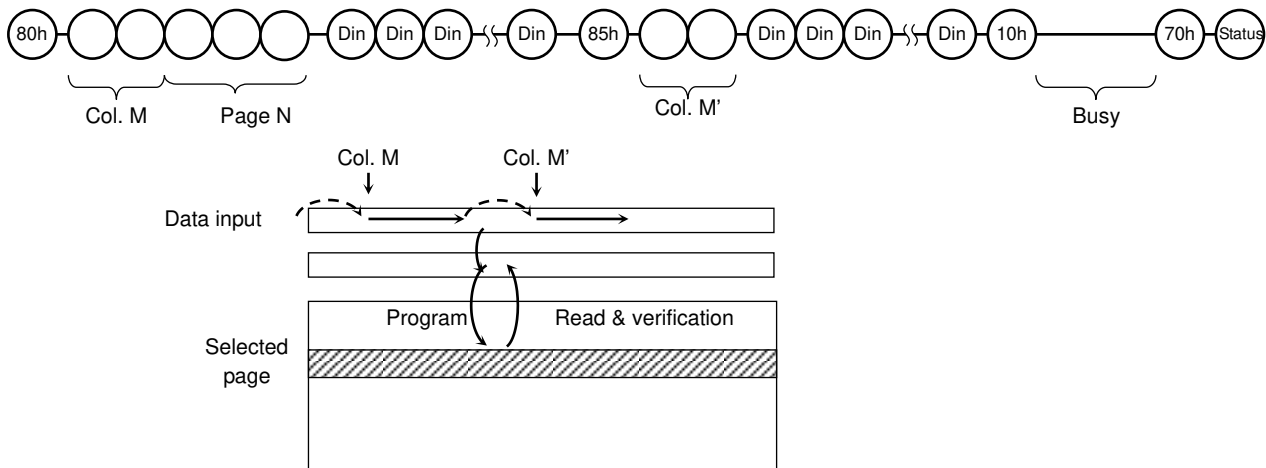 80h Din Din Din Din 85h Din Din Din Din 10h 70h Status
Col. M Page N Col. M’ Busy
Col. M Col. M’
Data input
Program Read & verification
Selected
page